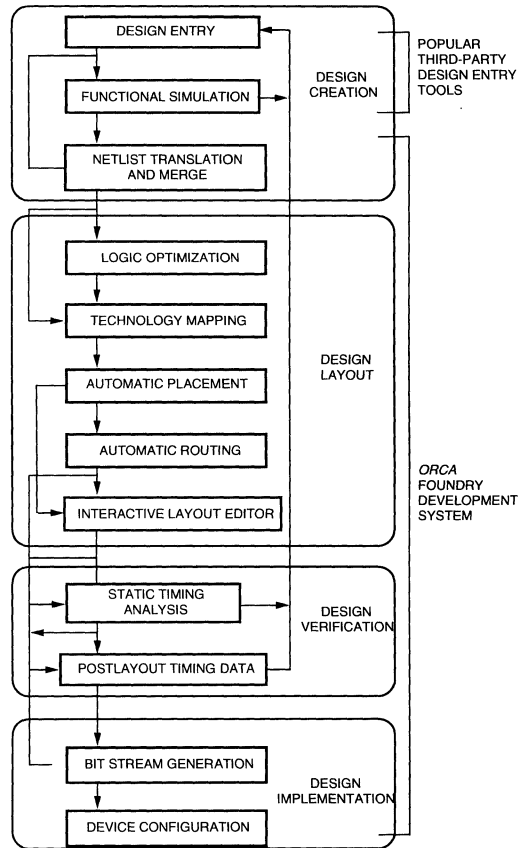 DESIGN ENTRY
FUNCTIONAL SIMULATION
NETLIST TRANSLATION
AND MERGE
DESIGN
CREATION
POPULAR
THIRD-PARTY
DESIGN ENTRY
TOOLS
LOGIC OPTIMIZATION
TECHNOLOGY MAPPING
AUTOMATIC PLACEMENT
AUTOMATIC ROUTING
INTERACTIVE LAYOUT EDITOR
DESIGN
LAYOUT
ORCA
FOUNDRY
DEVELOPMENT
SYSTEM
STATIC TIMING
ANALYSIS
POSTLAYOUT TIMING DATA
DESIGN
VERIFICATION
BIT STREAM GENERATION
DEVICE CONFIGURATION
DESIGN
IMPLEMENTATION